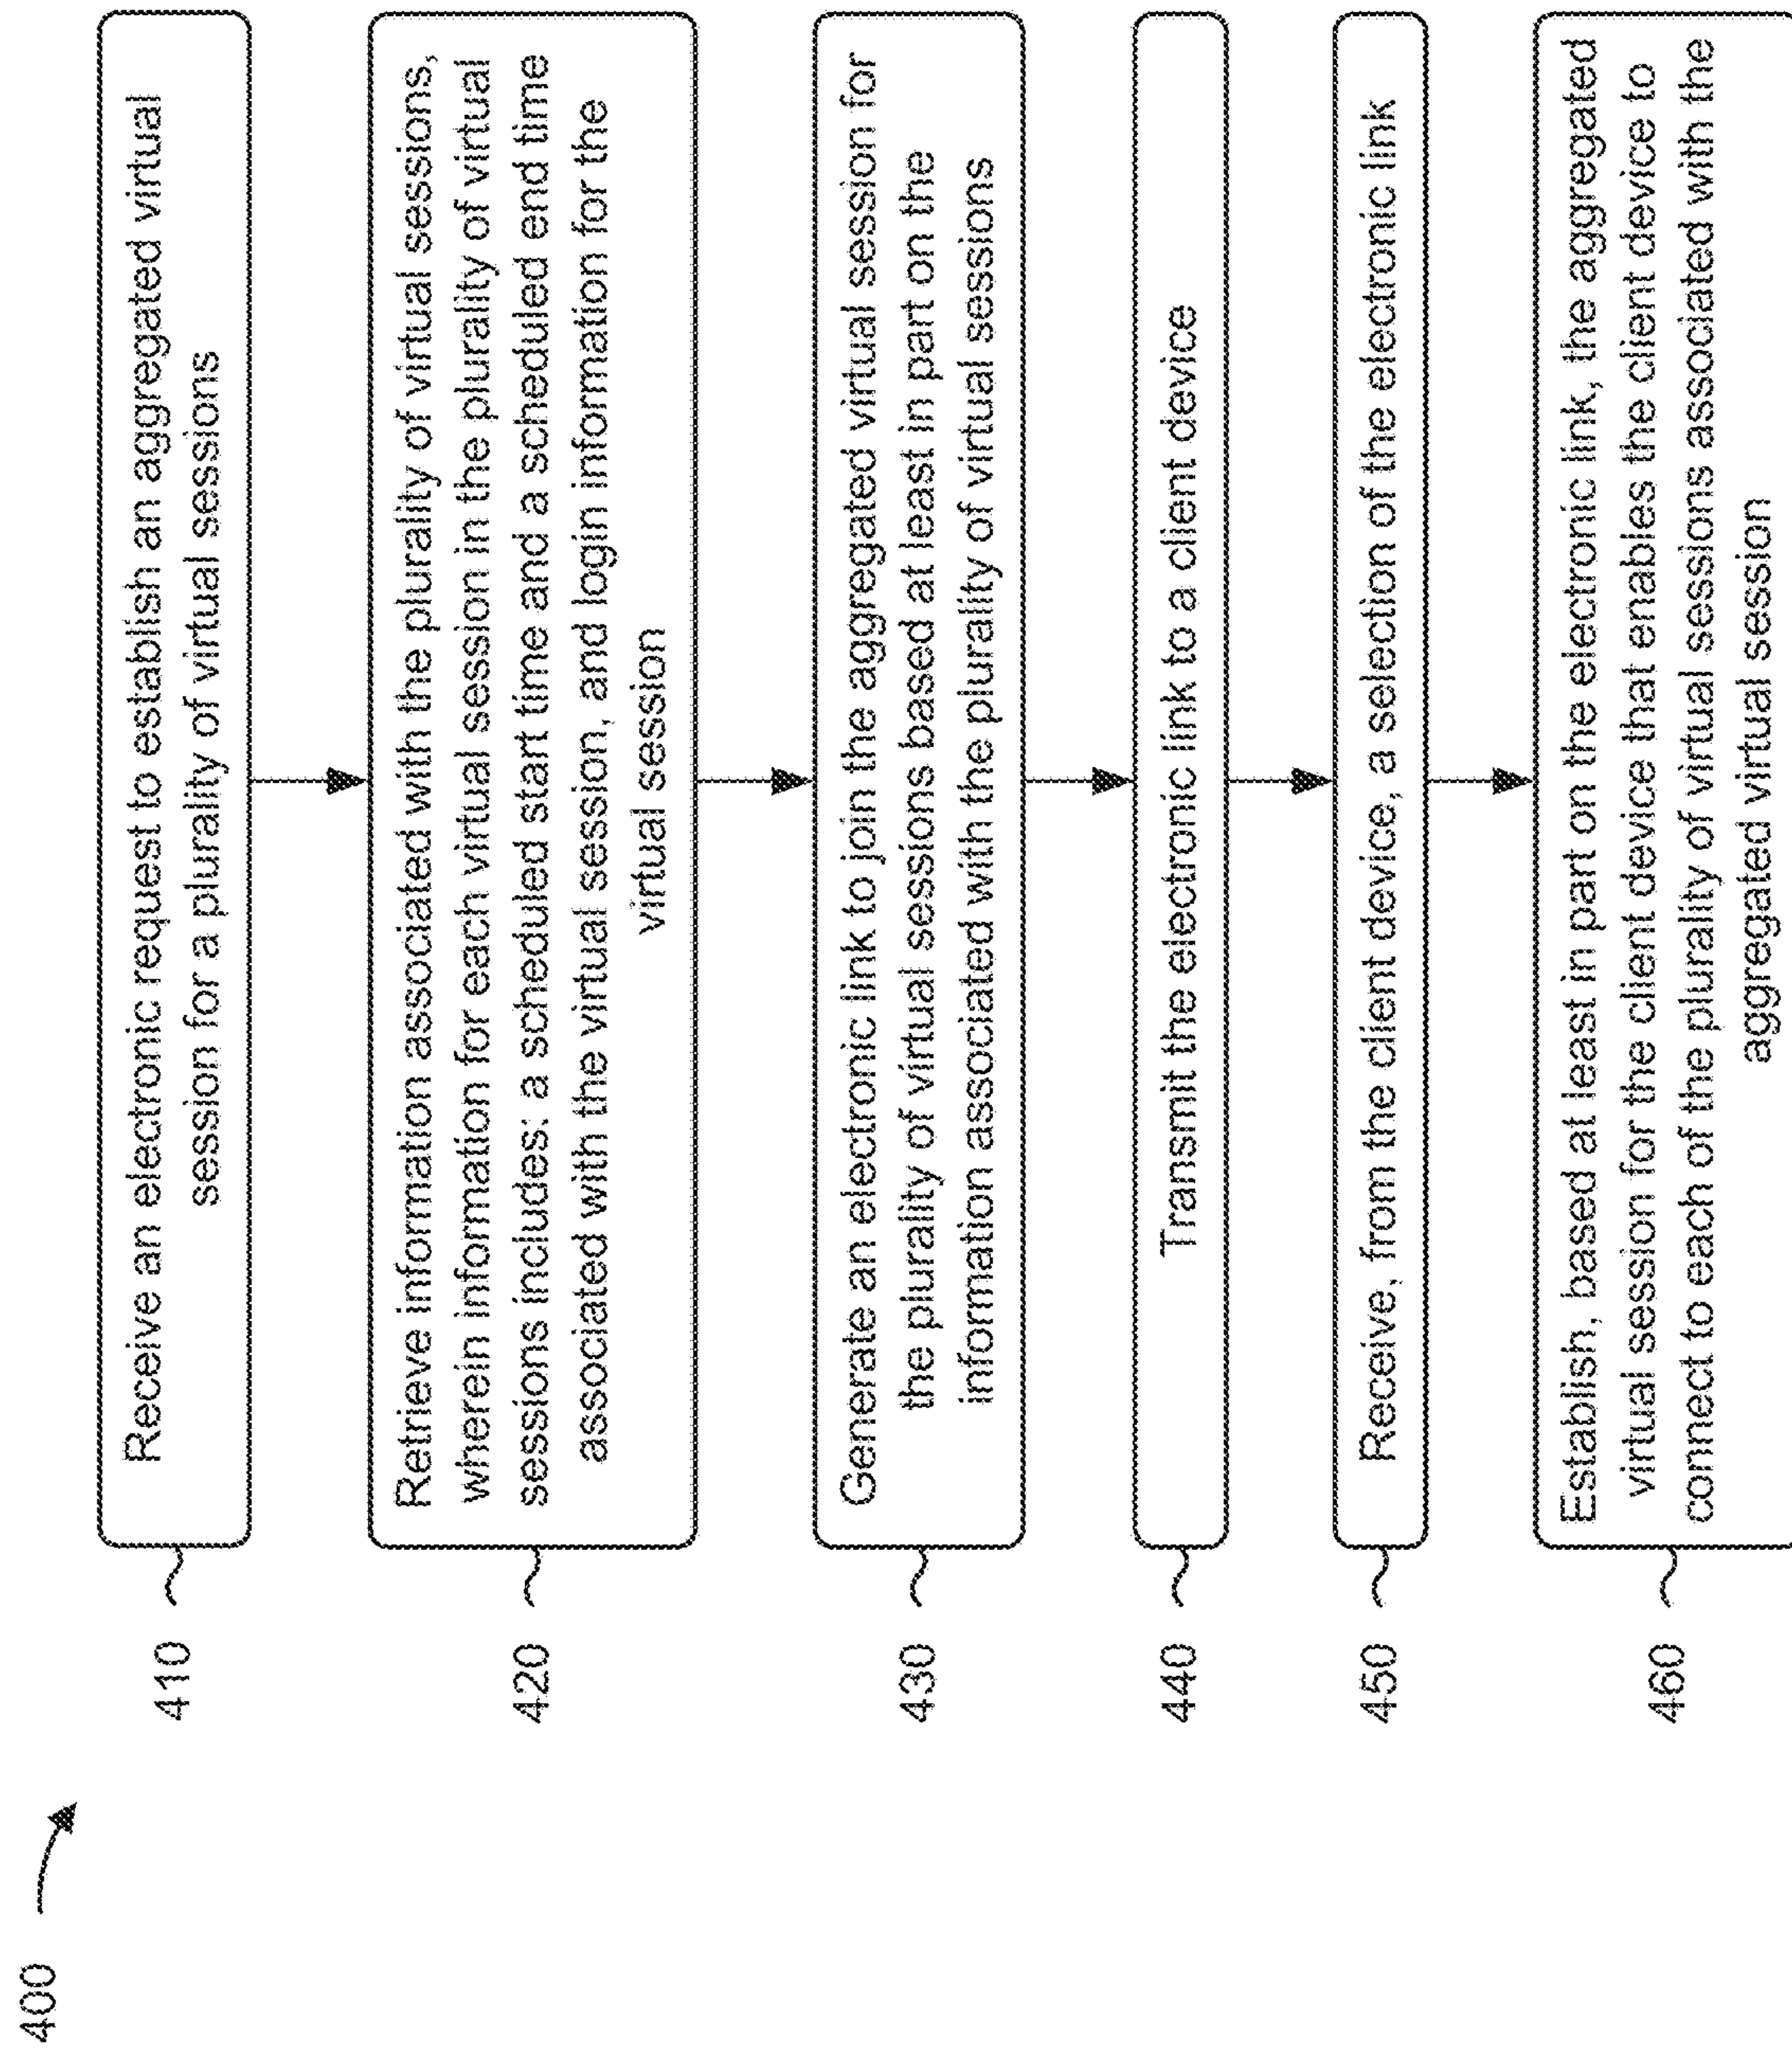 400
410
Receive an electronic request to establish an aggregated virtual
session for a plurality of virtual sessions
420
Retrieve information associated with the plurality of virtual sessions,
wherein information for each virtual session in the plurality of virtual
sessions includes: a scheduled start time and a scheduled end time
associated with the virtual session, and login information for the
virtual session
430
Generate an electronic link to join the aggregated virtual session for
the plurality of virtual sessions based at least in part on the
information associated with the plurality of virtual sessions
440
Transmit the electronic link to a client device
450
Receive, from the client device, a selection of the electronic link
460
Establish, based at least in part on the electronic link, the aggregated
virtual session for the client device that enables the client device to
connect to each of the plurality of virtual sessions associated with the
aggregated virtual session